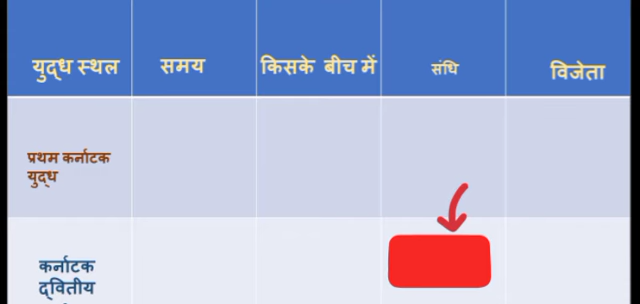 युद्ध स्थल समय किसके बीच में संधि विजेता
प्रथम कर्नाटक
युद्ध
कर्नाटक
द्वितीय